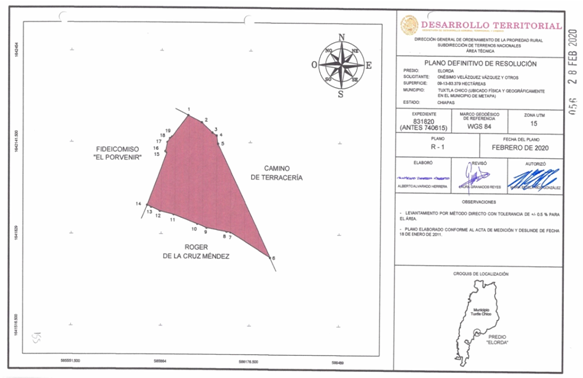 DESARROLLO TERRITORIAL
DIRECCIÓN GENERAL DE ORDENAMIENTO DE LA PROPIEDAD RURAL
SUBDIRECCIÓN DE TERRENOS NACIONALES
ÁREA TÉCNICA
PLANO DEFINITIVO DE RESOLUCIÓN
PREDIO: ELORDA
SOLICITANTE: ONÉSIMO VELÁZQUEZ VÁZQUEZ Y OTROS
SUPERFICIE: HECTÁREAS
MUNICIPIO: TUXTLA CHICO (UBICADO FÍSICA Y GEOGRÁFICAMENTE
EN EL MUNICIPIO DE METAPA)
ESTADO: CHIAPAS
EXPEDIENTE
831820
(ANTES 740615)
MARCO GEODÉSICO
DE REFERENCIA
WGS 84
ZONA UTM
15
PLANO
R - 1
FECHA DEL PLANO
FEBRERO DE 2020
ELABORÓ
REVISÓ
AUTORIZÓ
OBSERVACIONES
- LEVANTAMIENTO POR MÉTODO DIRECTO CON TOLERANCIA DE +/- 0.5 % PARA
EL ÁREA.
- PLANO ELABORADO CONFORME AL ACTA DE MEDICIÓN Y DESLINDE DE FECHA
18 DE ENERO DE 2011.
CROQUIS DE LOCALIZACIÓN
Municipio
Tuxtla Chico
PREDIO
"ELORDA"
056 28 FEB 2020
N
O
E
S
FIDEICOMISO
"EL PORVENIR"
CAMINO
DE TERRACERÍA
ROGER
DE LA CRUZ MÉNDEZ
1
2
3
4
5
6
7
8
9
10
11
12
13
14
15
16
17
18
19